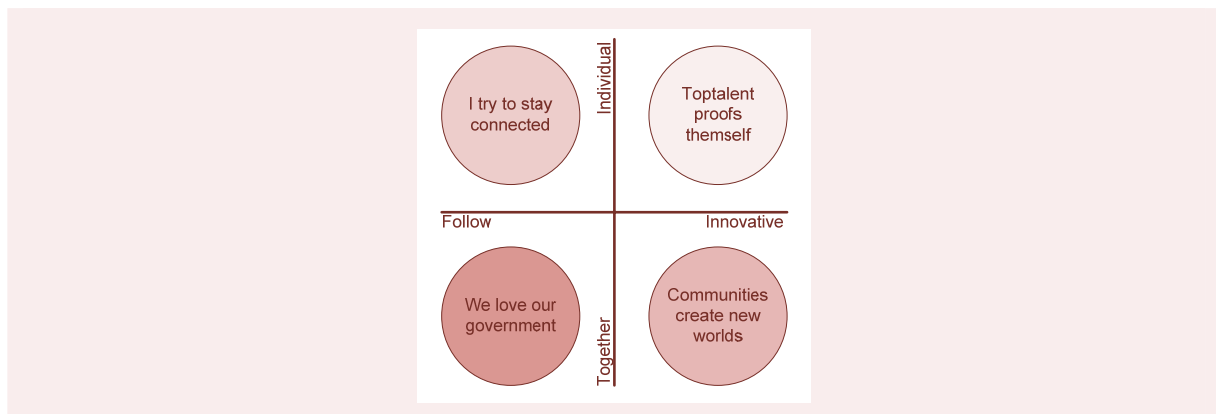 I try to stay
connected
Individual
Toptalent
proofs
themself
Follow
Innovative
We love our
government
Together
Communities
create new
worlds